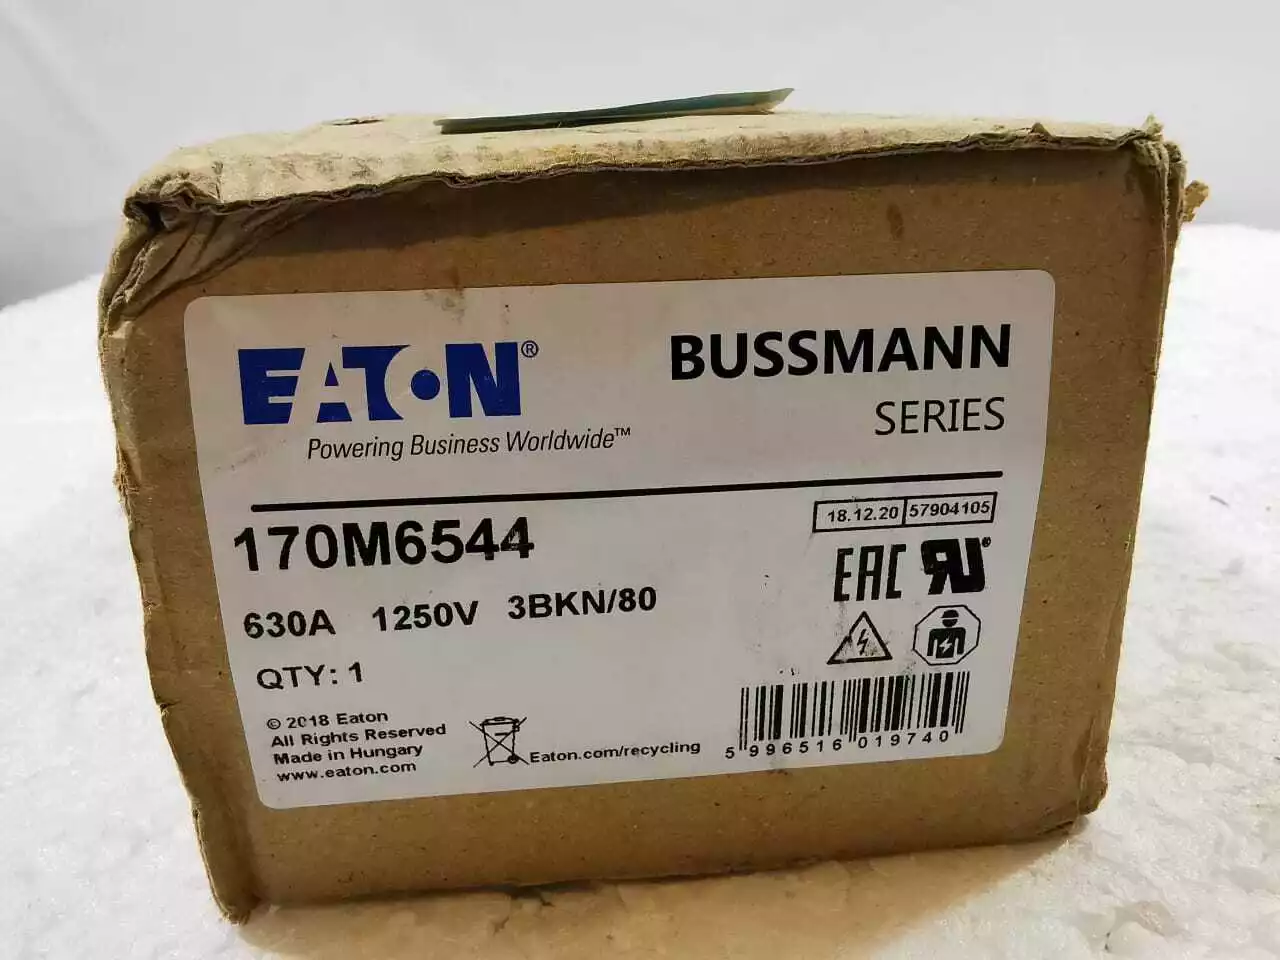 EATON®
BUSSMANN
SERIES
Powering Business Worldwide™
170M6544
18.12.20 57904105
EAC
630A 1250V 3BKN/80
QTY: 1
© 2018 Eaton
All Rights Reserved
Made in Hungary
www.eaton.com
Eaton.com/recycling
5 996516 019740